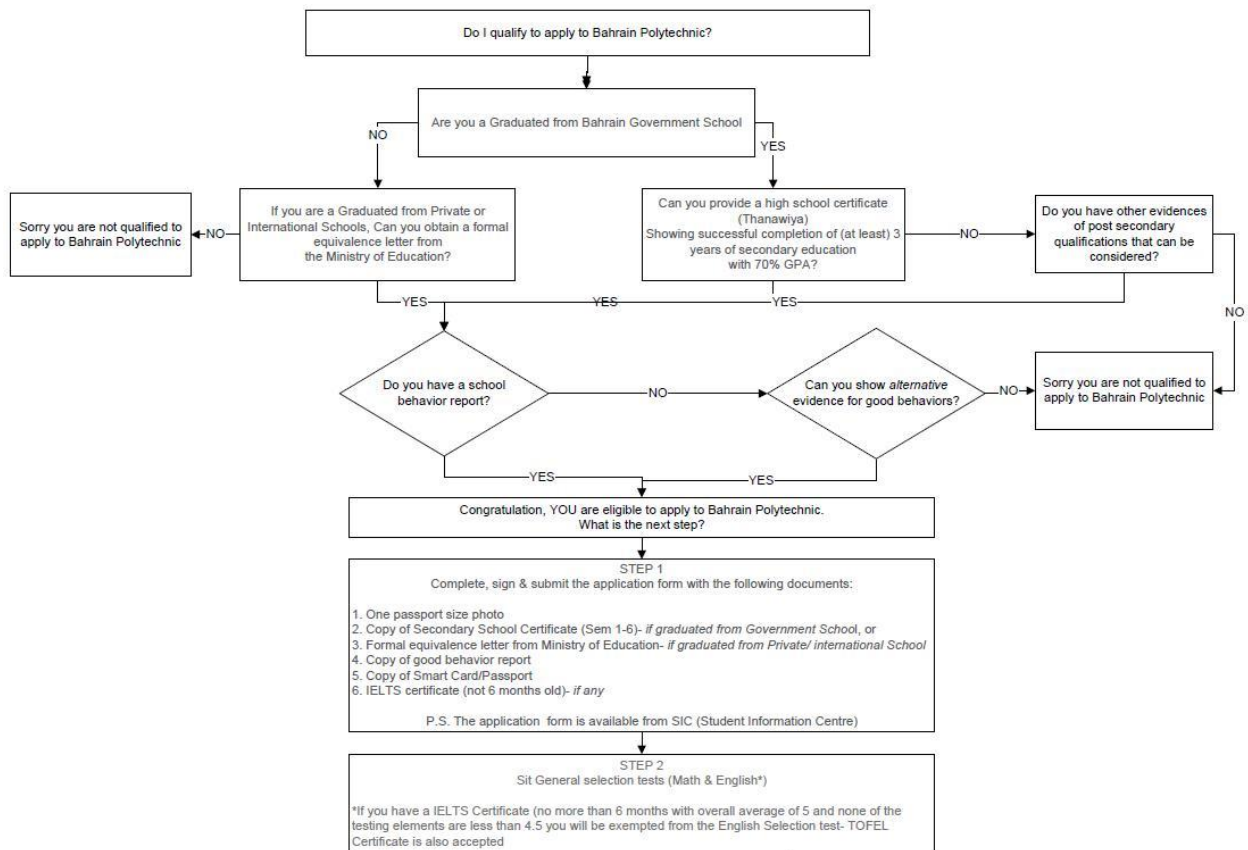 Do I qualify to apply to Bahrain Polytechnic?
Are you a Graduated from Bahrain Government School
NO
YES
Sorry you are not qualified to
apply to Bahrain Polytechnic
NO
If you are a Graduated from Private or
International Schools, Can you obtain a formal
equivalence letter from
the Ministry of Education?
Can you provide a high school certificate
(Thanawiya)
Showing successful completion of (at least) 3
years of secondary education
with 70% GPA?
NO
Do you have other evidences
of post secondary
qualifications that can be
considered?
YES
YES
YES
NO
Do you have a school
behavior report?
NO
Can you show alternative
evidence for good behaviors?
NO
Sorry you are not qualified to
apply to Bahrain Polytechnic
YES
YES
Congratulation, YOU are eligible to apply to Bahrain Polytechnic.
What is the next step?
STEP 1
Complete, sign & submit the application form with the following documents:
1. One passport size photo
2. Copy of Secondary School Certificate (Sem 1-6)- if graduated from Government School, or
3. Formal equivalence letter from Ministry of Education- if graduated from Private/ international School
4. Copy of good behavior report
5. Copy of Smart Card/Passport
6. IELTS certificate (not 6 months old)- if any
P.S. The application form is available from SIC (Student Information Centre)
STEP 2
Sit General selection tests (Math & English*)
*If you have a IELTS Certificate (no more than 6 months with overall average of 5 and none of the
testing elements are less than 4.5 you will be exempted from the English Selection test- TOFEL
Certificate is also accepted